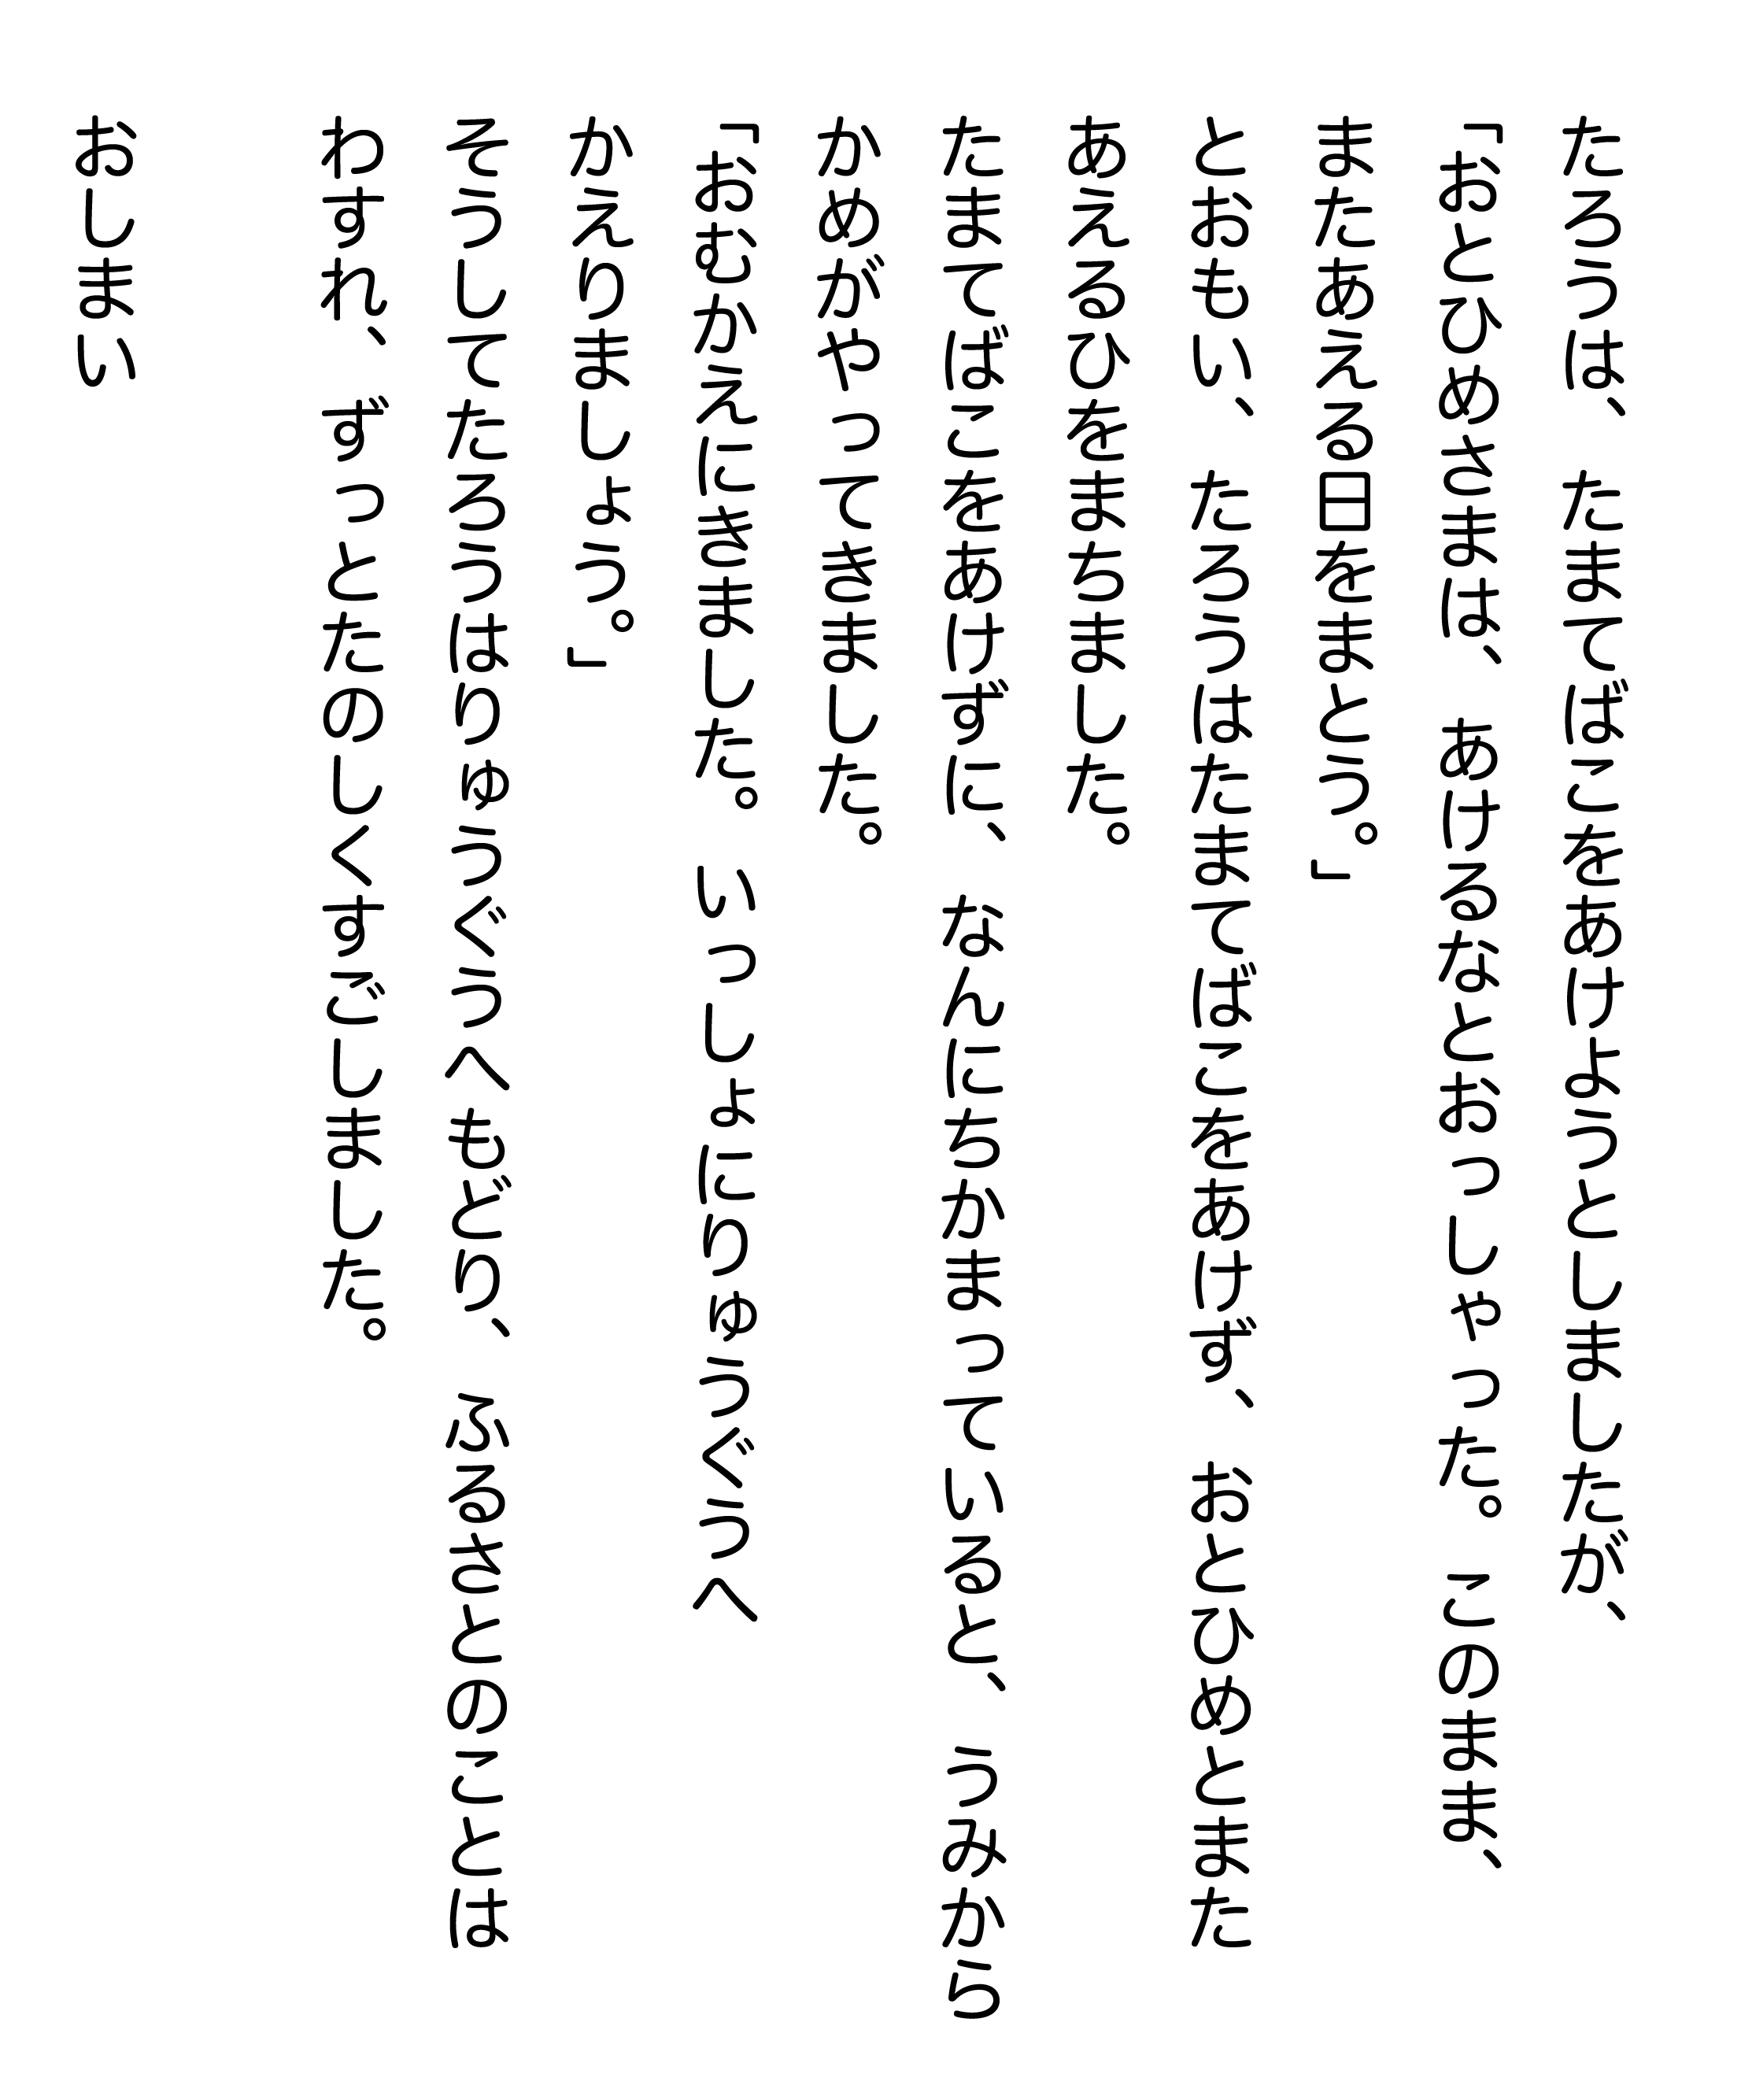 たろうは、たまてばこをあけようとしましたが、
「おとひめさまは、あけるなとおっしゃった。このまま、
またあえる日をまとう。」
とおもい、たろうはたまてばこをあけず、おとひめとまた
あえるひをまちました。
たまてばこをあけずに、なんにちかまっていると、うみから
かめがやってきました。
「おむかえにきました。いっしょにりゅうぐうへ
かえりましょう。」
そうしてたろうはりゅうぐうへもどり、ふるさとのことは
わすれ、ずっとたのしくすごしました。
おしまい